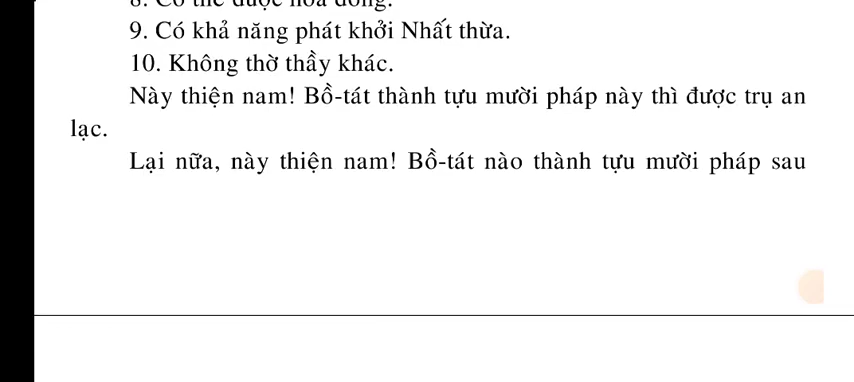 9. Có khả năng phát khởi Nhất thừa.
10. Không thờ thầy khác.
Này thiện nam! Bồ-tát thành tựu mười pháp này thì được trụ an
lạc.
Lại nữa, này thiện nam! Bồ-tát nào thành tựu mười pháp sau